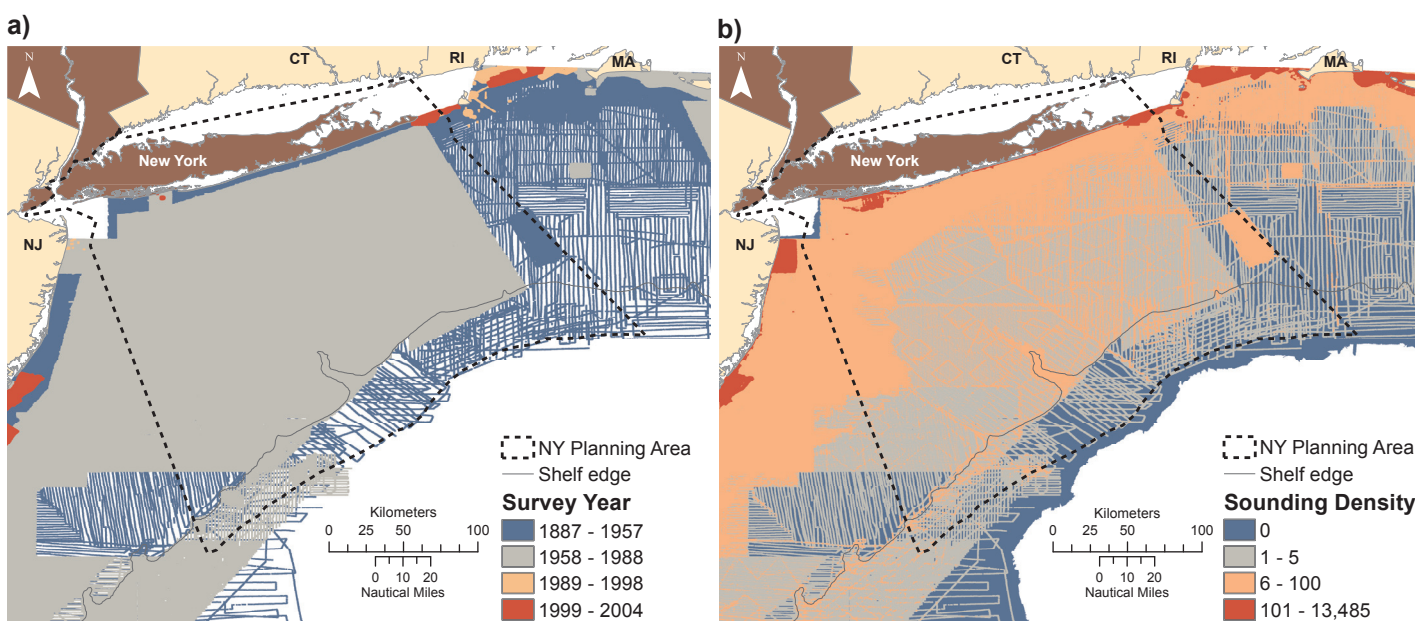 a)
N
CT
RI
MA
New York
NJ
NY Planning Area
Shelf edge
Survey Year
1887 - 1957
1958 - 1988
1989 - 1998
1999 - 2004
Kilometers
0 25 50 100
0 10 20
Nautical Miles
b)
N
CT
RI
MA
New York
NJ
NY Planning Area
Shelf edge
Sounding Density
0
1 - 5
6 - 100
101 - 13,485
Kilometers
0 25 50 100
0 10 20
Nautical Miles